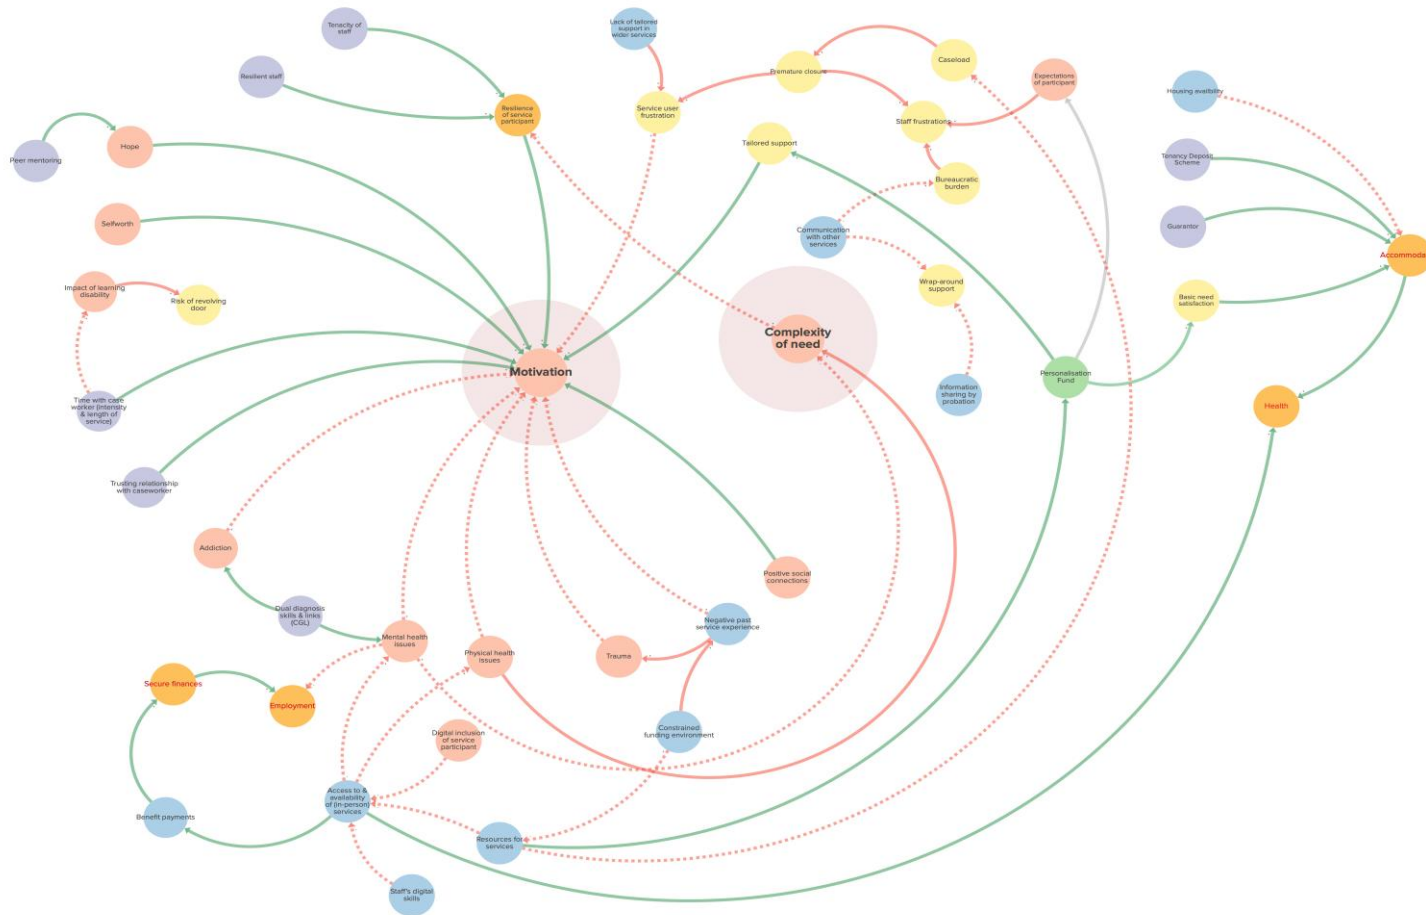 Tenacity of
staff
Lack of tailored
support in
wider services
Resilient staff
Premature closure
Caseload
Expectations
of participant
Housing availbility
Resilience
of service
participant
Service user
frustration
Staff frustrations
Peer mentoring
Hope
Tailored support
Tenancy Deposit
Scheme
Bureaucratic
burden
Selfworth
Communication
with other
services
Guarantor
Accommoda
Impact of learning
disability
Risk of revolving
door
Wrap-around
support
Basic need
satisfaction
Complexity
of need
Motivation
Personalisation
Fund
Time with case
worker (intensity
& length of
service)
Information
sharing by
probation
Health
Trusting relationship
with caseworker
Addiction
Positive social
connections
Dual diagnosis
skills & links
(CGL)
Mental health
issues
Physical health
issues
Trauma
Negative past
service experience
Secure finances
Employment
Digital inclusion
of service
participant
Constrained
funding environment
Access to &
availability
of (in-person)
services
Benefit payments
Resources for
services
Staff's digital
skills